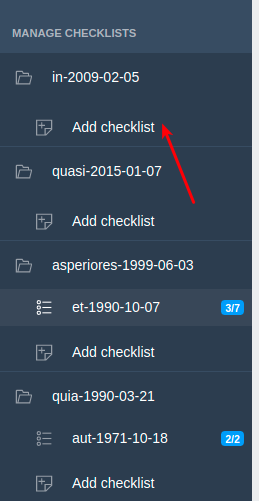 MANAGE CHECKLISTS
in-2009-02-05
Add checklist
quasi-2015-01-07
Add checklist
asperiores-1999-06-03
et-1990-10-07 3/7
Add checklist
quia-1990-03-21
aut-1971-10-18 2/2
Add checklist